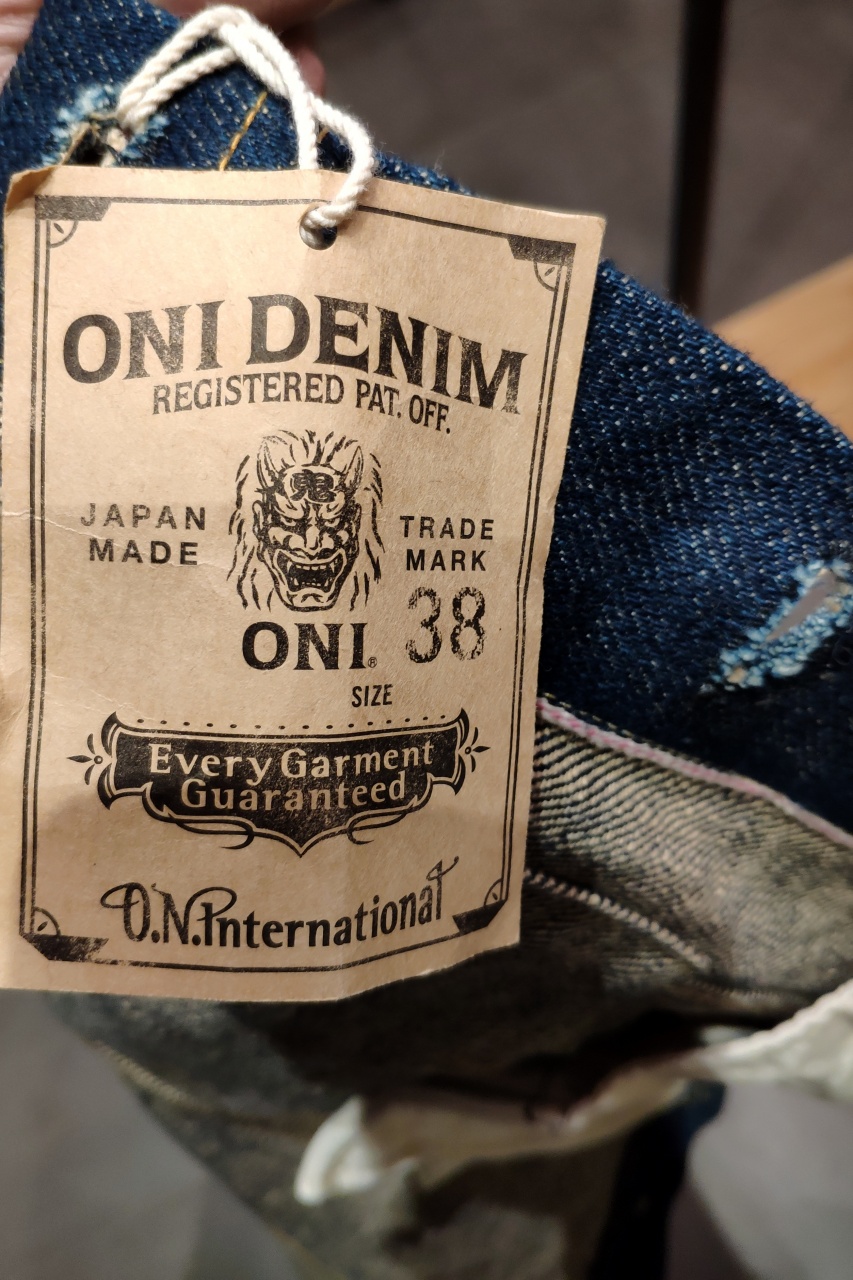 ONI DENIM
REGISTERED PAT. OFF.
鬼
JAPAN
MADE
TRADE
MARK
ONI®
38
SIZE
Every Garment
Guaranteed
O.N.International